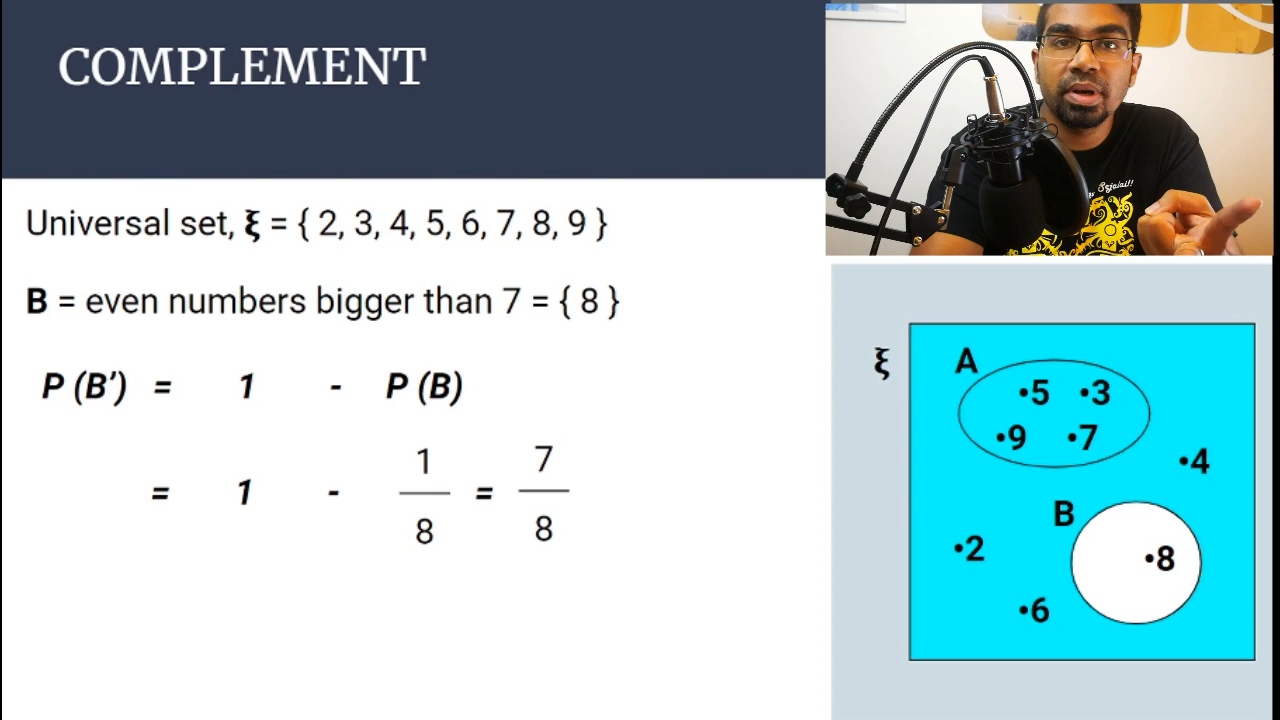 COMPLEMENT
Universal set, ξ = { 2, 3, 4, 5, 6, 7, 8, 9 }
B = even numbers bigger than 7 = { 8 }
P (B’) = 1 - P (B)
= 1 - 1/8 = 7/8
Sejalai!!
ξ
A
•5 •3
•9 •7
•4
B
•2
•8
•6